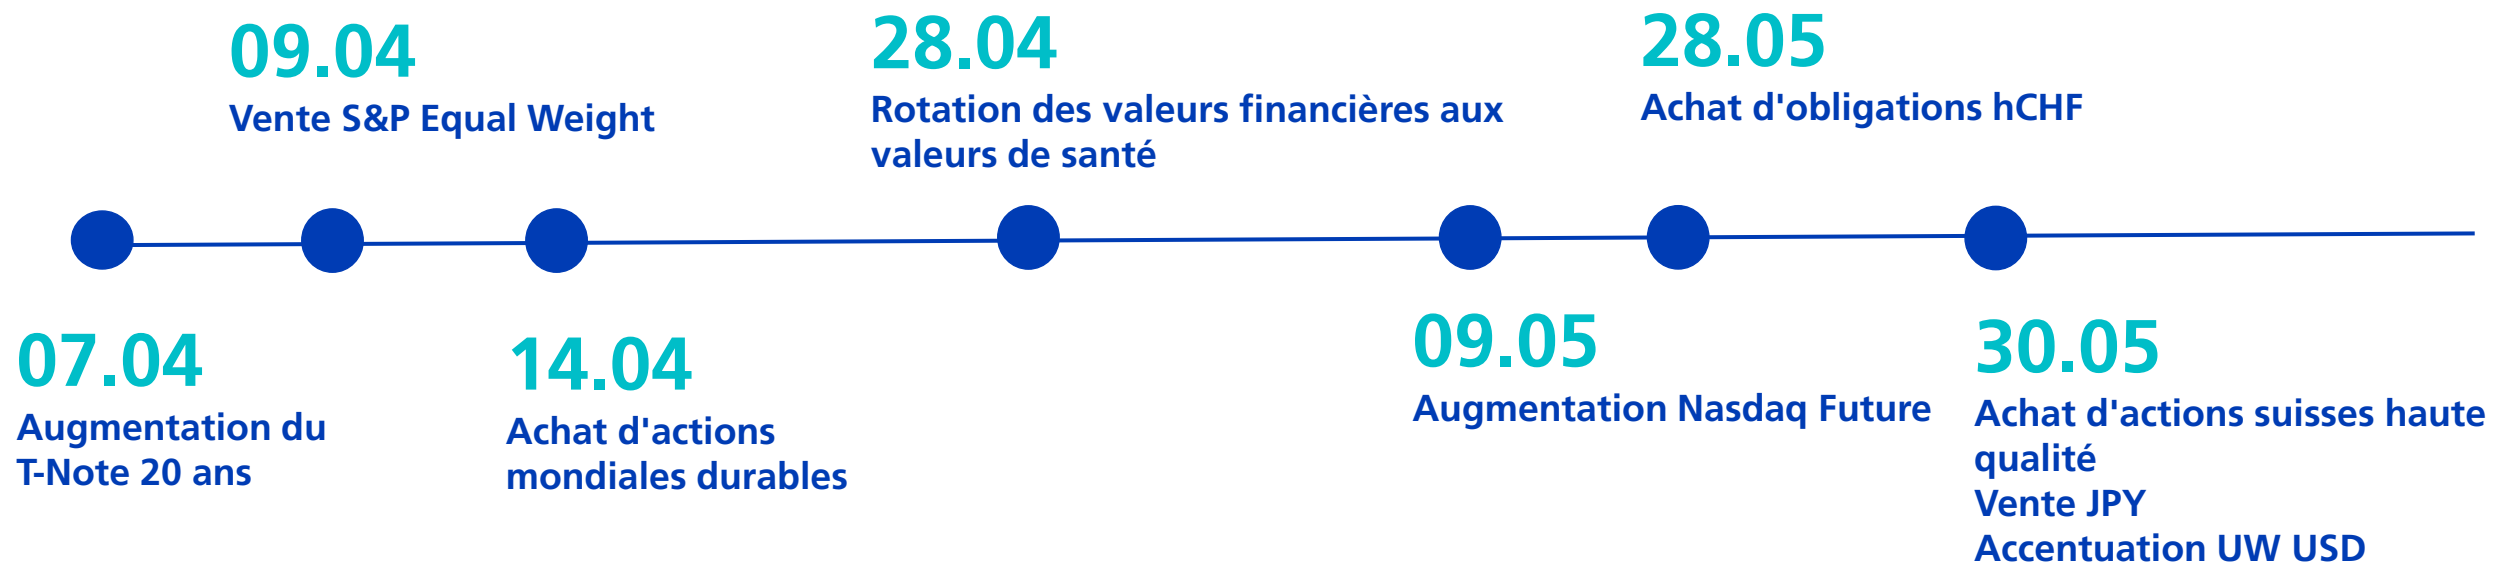 09.04
Vente S&P Equal Weight
28.04
Rotation des valeurs financières aux
valeurs de santé
28.05
Achat d'obligations hCHF
07.04
Augmentation du
T-Note 20 ans
14.04
Achat d'actions
mondiales durables
09.05
Augmentation Nasdaq Future
30.05
Achat d'actions suisses haute
qualité
Vente JPY
Accentuation UW USD